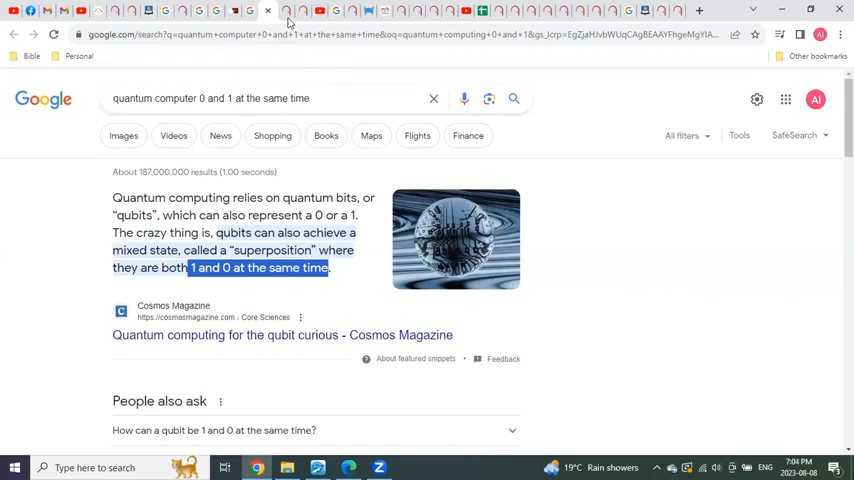 google.com/search?q=quantum+computer+0+and+1+at+the+same+time&oq=quantum+computing+0+and+1&gs_lcrp=EgZjaHJvbWUqCAgBEAAYFhgeMgYIA...
Bible
Personal
Other bookmarks
Google
quantum computer 0 and 1 at the same time
AI
Images
Videos
News
Shopping
Books
Maps
Flights
Finance
All filters
Tools
SafeSearch
About 187,000,000 results (1.00 seconds)
Quantum computing relies on quantum bits, or
“qubits”, which can also represent a 0 or a 1.
The crazy thing is, qubits can also achieve a
mixed state, called a “superposition” where
they are both 1 and 0 at the same time.
Cosmos Magazine
https://cosmosmagazine.com › Core Sciences
Quantum computing for the qubit curious - Cosmos Magazine
About featured snippets
Feedback
People also ask
How can a qubit be 1 and 0 at the same time?
Type here to search
19°C Rain showers
ENG
7:04 PM
2023-08-08